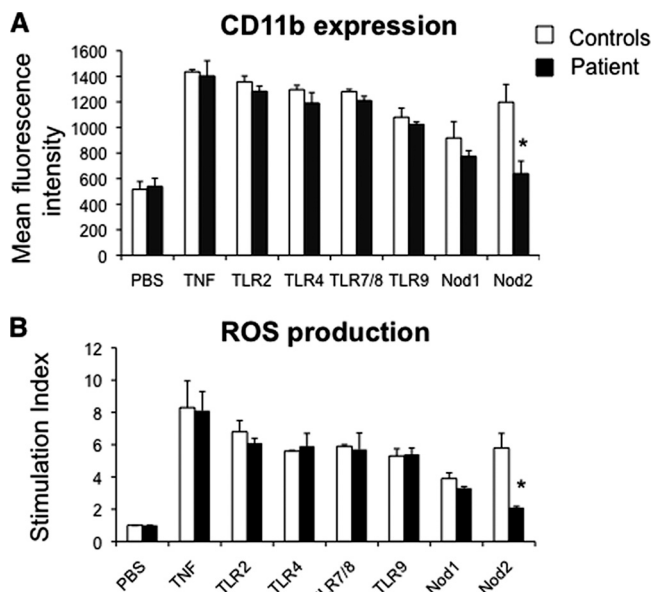 A
CD11b expression
Controls
Patient
Mean fluorescence
intensity
1600
1400
1200
1000
800
600
400
200
0
PBS TNF TLR2 TLR4 TLR7/8 TLR9 Nod1 Nod2
*
B
ROS production
Stimulation Index
12
10
8
6
4
2
0
*
PBS TNF TLR2 TLR4 LR7/8 TLR9 Nod1 Nod2